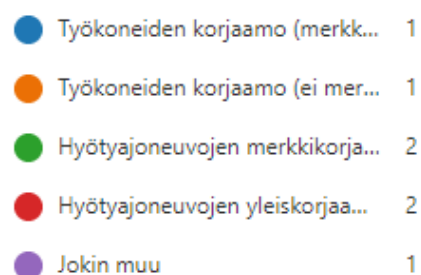 Työkoneiden korjaamo (merkk... 1
Työkoneiden korjaamo (ei mer... 1
Hyötyajoneuvojen merkkikorja... 2
Hyötyajoneuvojen yleiskorjaa... 2
Jokin muu 1